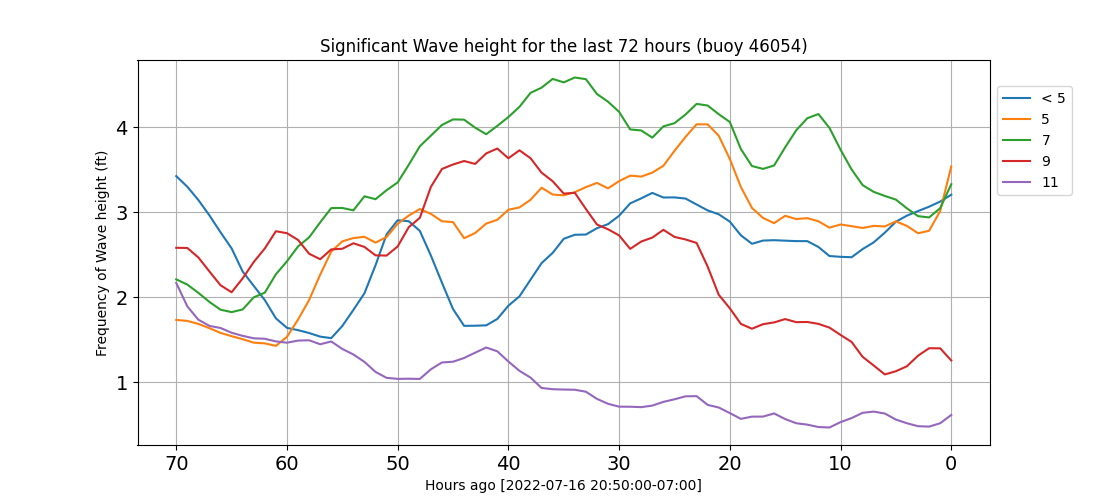 Significant Wave height for the last 72 hours (buoy 46054)
Frequency of Wave height (ft)
4
3
2
1
70 60 50 40 30 20 10 0
Hours ago [2022-07-16 20:50:00-07:00]
< 5
5
7
9
11